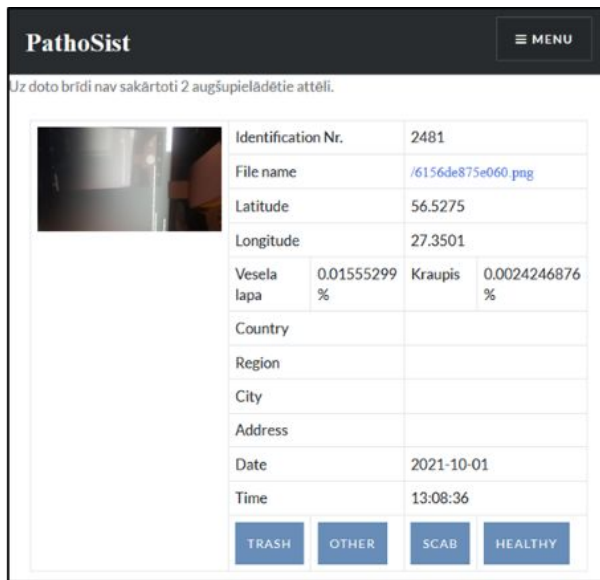 PathoSist
≡ MENU
Uz doto brīdi nav sakārtoti 2 augšupielādētie attēli.
Identification Nr. 2481
File name /6156de875e060.png
Latitude 56.5275
Longitude 27.3501
Vesela lapa 0.01555299 % Kraupis 0.0024246876 %
Country
Region
City
Address
Date 2021-10-01
Time 13:08:36
TRASH OTHER SCAB HEALTHY